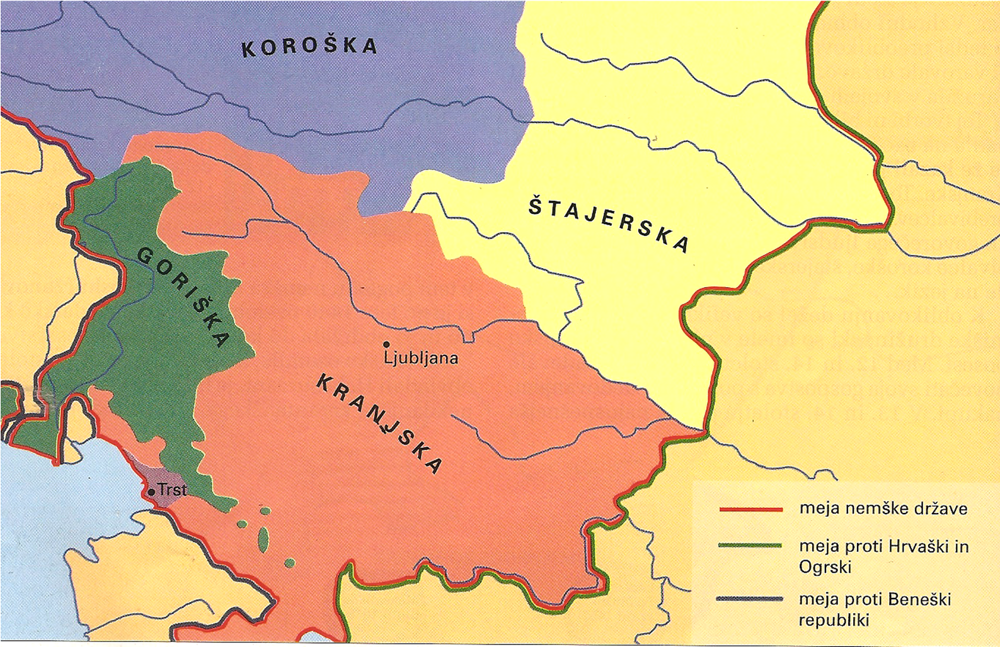 KOROŠKA
ŠTAJERSKA
GORIŠKA
Ljubljana
KRANJSKA
Trst
meja nemške države
meja proti Hrvaški in
Ogrski
meja proti Beneški
republiki